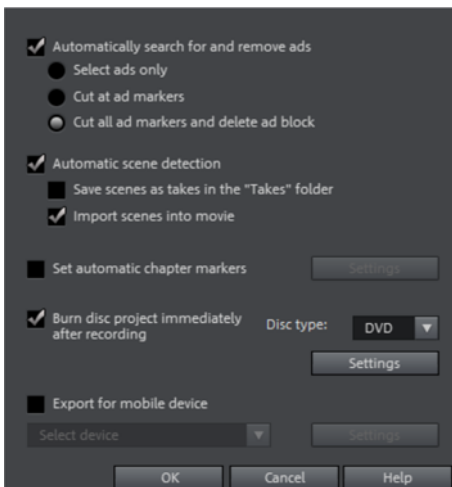 Automatically search for and remove ads
Select ads only
Cut at ad markers
Cut all ad markers and delete ad block
Automatic scene detection
Save scenes as takes in the "Takes" folder
Import scenes into movie
Set automatic chapter markers Settings
Burn disc project immediately
after recording
Disc type: DVD
Settings
Export for mobile device
Select device Settings
OK Cancel Help